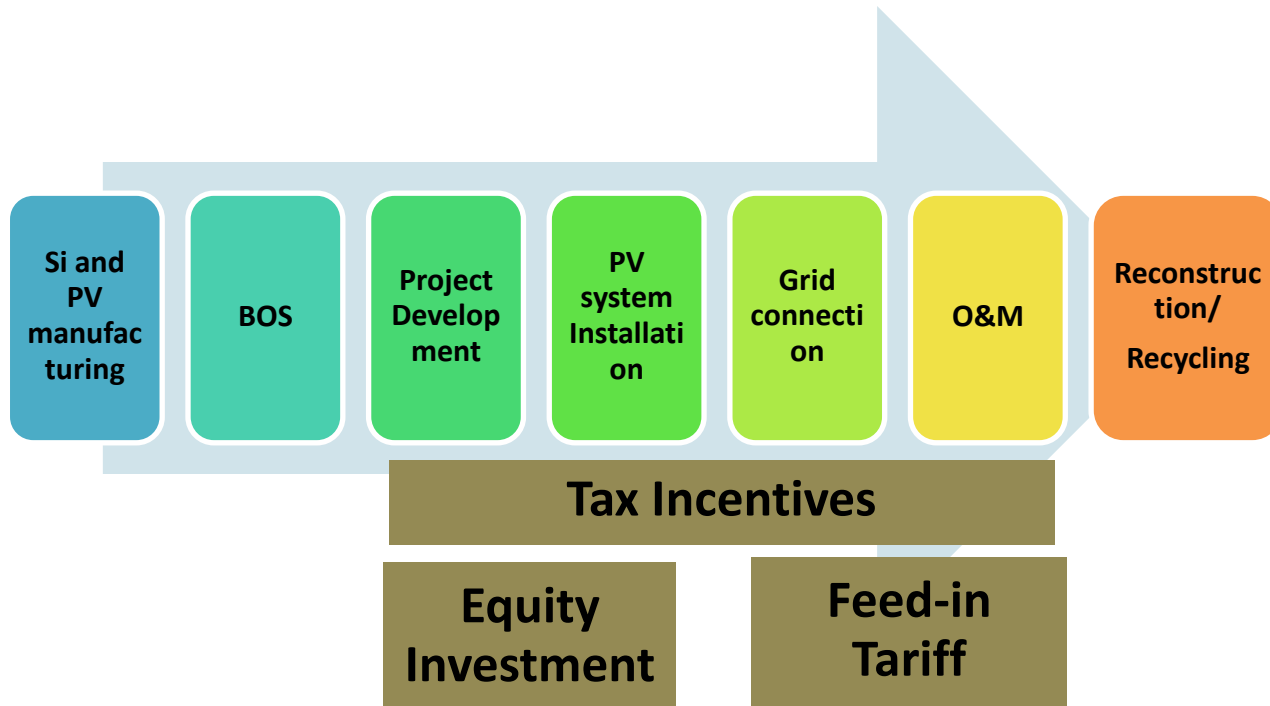 Si and
PV
manufac
turing
BOS
Project
Develop
ment
PV
system
Installati
on
Grid
connecti
on
O&M
Reconstruc
tion/
Recycling
Tax Incentives
Equity
Investment
Feed-in
Tariff